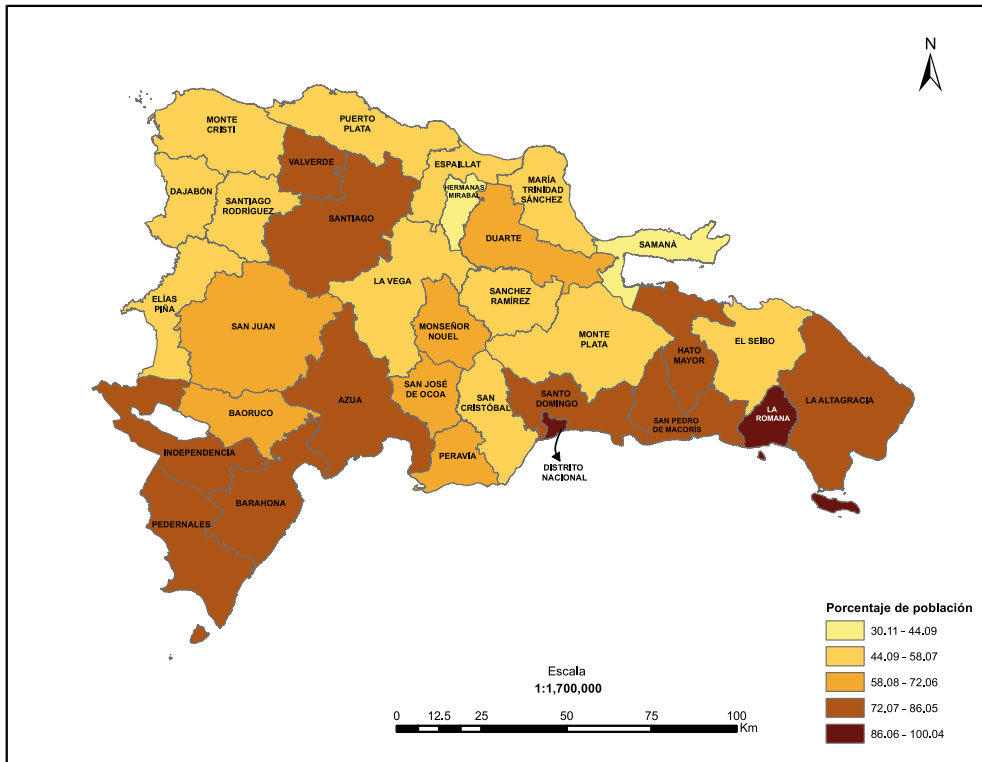 N
MONTE
CRISTI
PUERTO
PLATA
VALVERDE
ESPAILLAT
HERMANAS
MIRABAL
MARÍA
TRINIDAD
SÁNCHEZ
DAJABÓN
SANTIAGO
RODRÍGUEZ
SANTIAGO
DUARTE
SAMANÁ
LA VEGA
SANCHEZ
RAMÍREZ
ELÍAS
PIÑA
SAN JUAN
MONSEÑOR
NOUEL
MONTE
PLATA
EL SEÍBO
HATO
MAYOR
SAN JOSÉ
DE OCOA
AZUA
SAN
CRISTÓBAL
SANTO
DOMINGO
BAORUCO
LA
ROMANA
LA ALTAGRACIA
SAN PEDRO
DE MACORÍS
INDEPENDENCIA
PERAVIA
DISTRITO
NACIONAL
BARAHONA
PEDERNALES
Porcentaje de población
30.11 - 44.09
44.09 - 58.07
58.08 - 72.06
72.07 - 86.05
86.06 - 100.04
Escala
1:1,700,000
0 12.5 25 50 75 100
Km